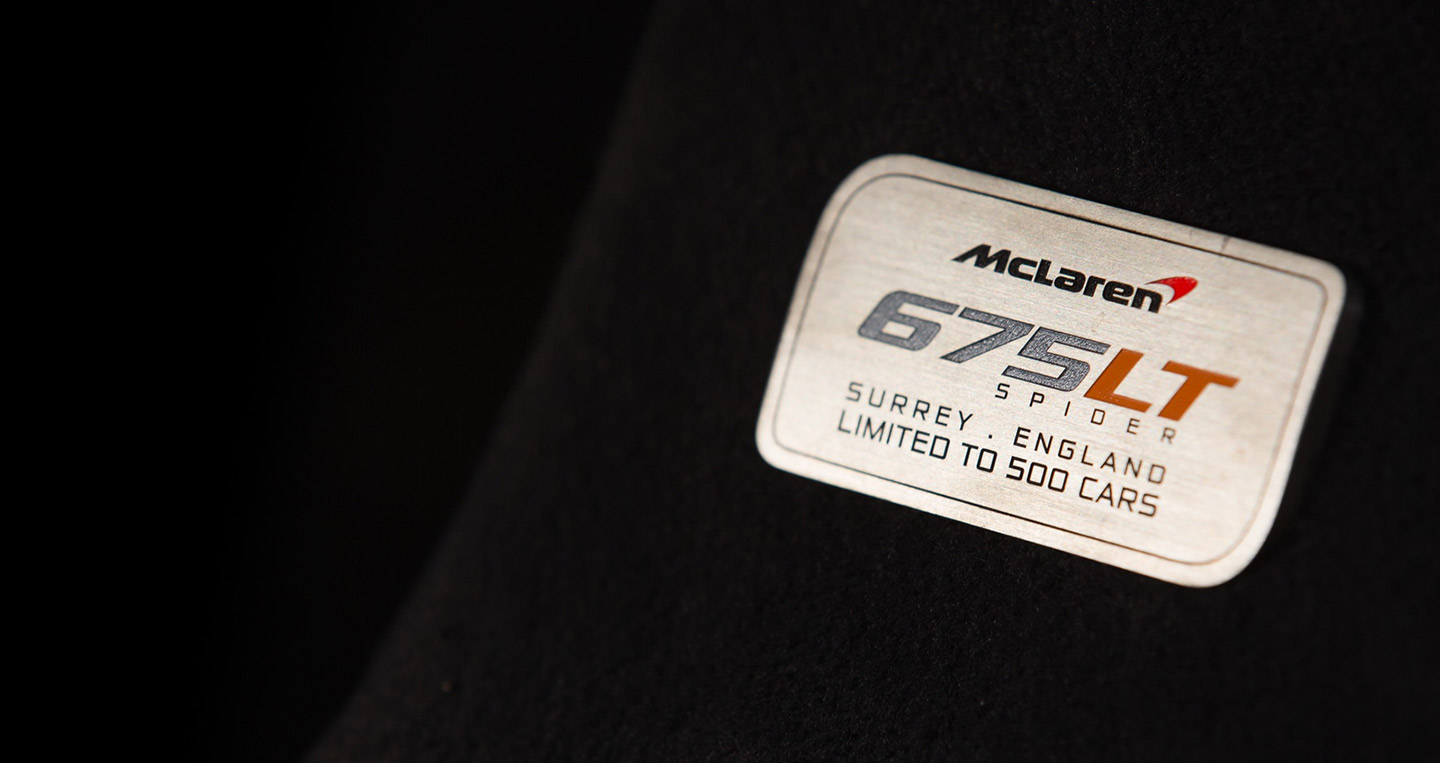 McLaren
675LT
SPIDER
SURREY . ENGLAND
LIMITED TO 500 CARS